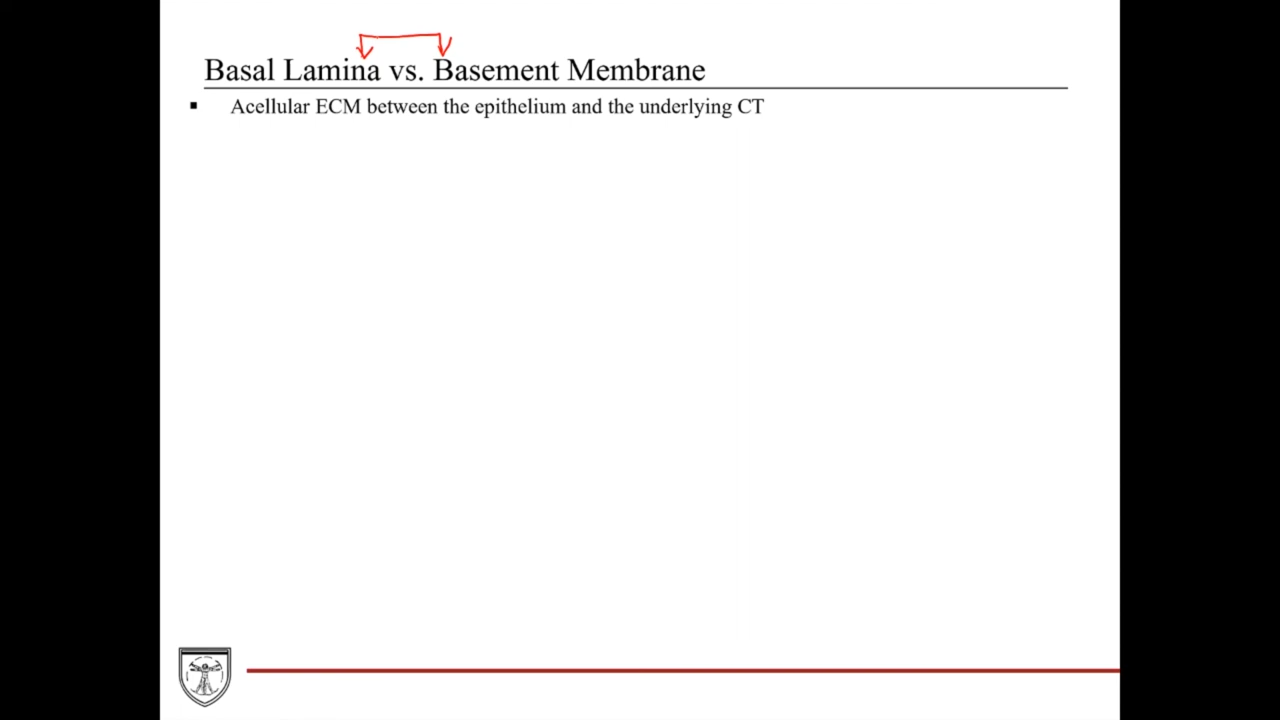 Basal Lamina vs. Basement Membrane
▪ Acellular ECM between the epithelium and the underlying CT